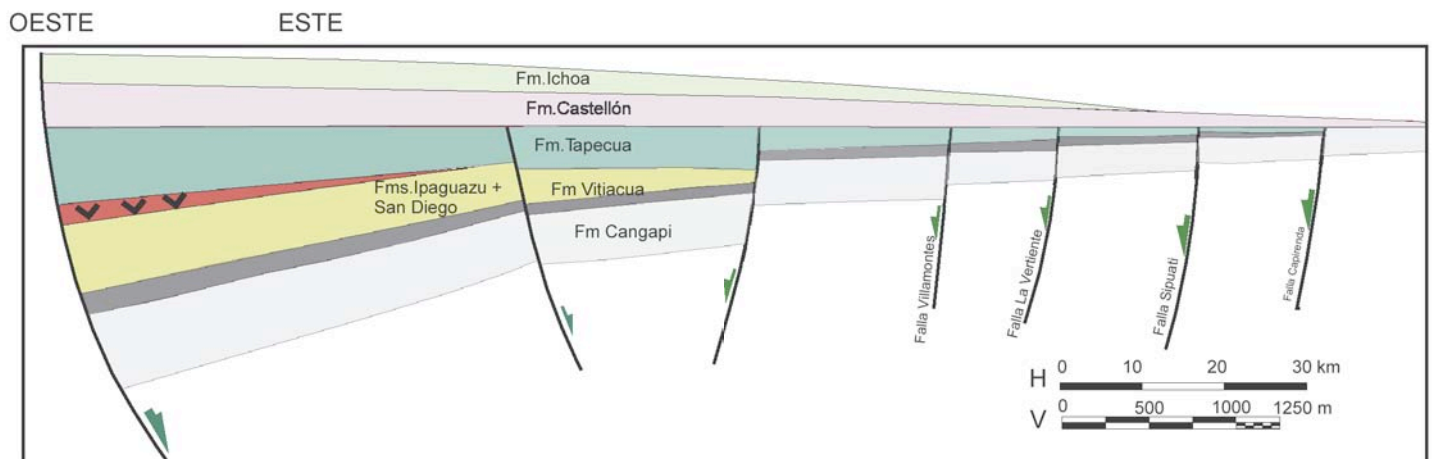 OESTE ESTE
Fm.Ichoa
Fm.Castellón
Fm.Tapecua
Fms.Ipaguazu +
San Diego
Fm Vitiacua
Fm Cangapi
Falla Villamontes
Falla La Vertiente
Falla Sipuati
Falla Capirenda
H 0 10 20 30 km
V 0 500 1000 1250 m